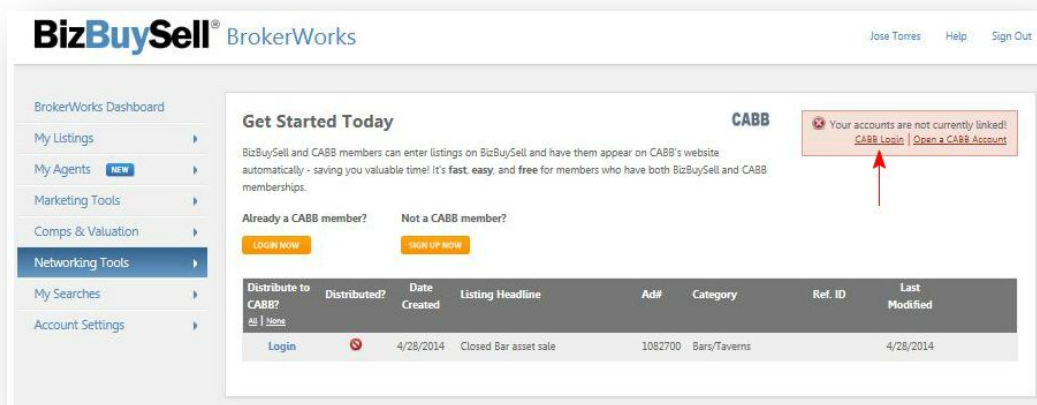 BizBuySell® BrokerWorks
Jose Torres Help Sign Out
BrokerWorks Dashboard
My Listings
My Agents NEW
Marketing Tools
Comps & Valuation
Networking Tools
My Searches
Account Settings
Get Started Today
CABB
Your accounts are not currently linked!
CABB Login | Open a CABB Account
BizBuySell and CABB members can enter listings on BizBuySell and have them appear on CABB's website
automatically - saving you valuable time! It's fast, easy, and free for members who have both BizBuySell and CABB
memberships.
Already a CABB member? Not a CABB member?
LOGIN NOW SIGN UP NOW
Distribute to CABB? All | None Distributed? Date Created Listing Headline Ad# Category Ref. ID Last Modified
Login 4/28/2014 Closed Bar asset sale 1082700 Bars/Taverns 4/28/2014